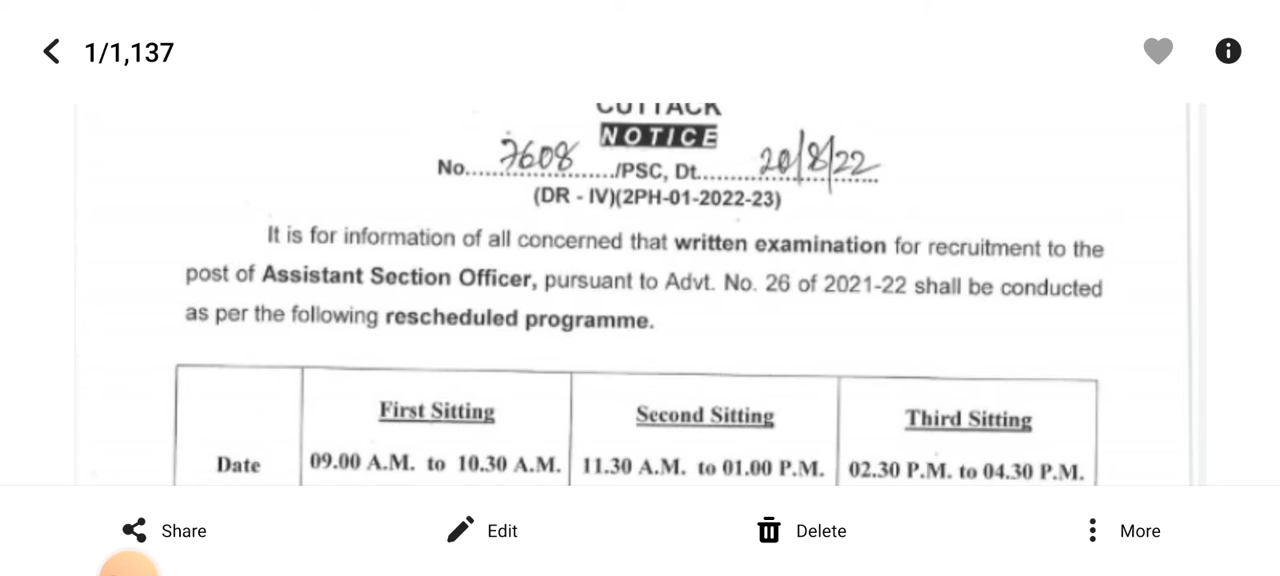 1/1,137
CUTTACK
NOTICE
No......7608....../PSC, Dt......20/8/22......
(DR - IV)(2PH-01-2022-23)
It is for information of all concerned that written examination for recruitment to the
post of Assistant Section Officer, pursuant to Advt. No. 26 of 2021-22 shall be conducted
as per the following rescheduled programme.
First Sitting Second Sitting Third Sitting
Date 09.00 A.M. to 10.30 A.M. 11.30 A.M. to 01.00 P.M. 02.30 P.M. to 04.30 P.M.
Share Edit Delete More